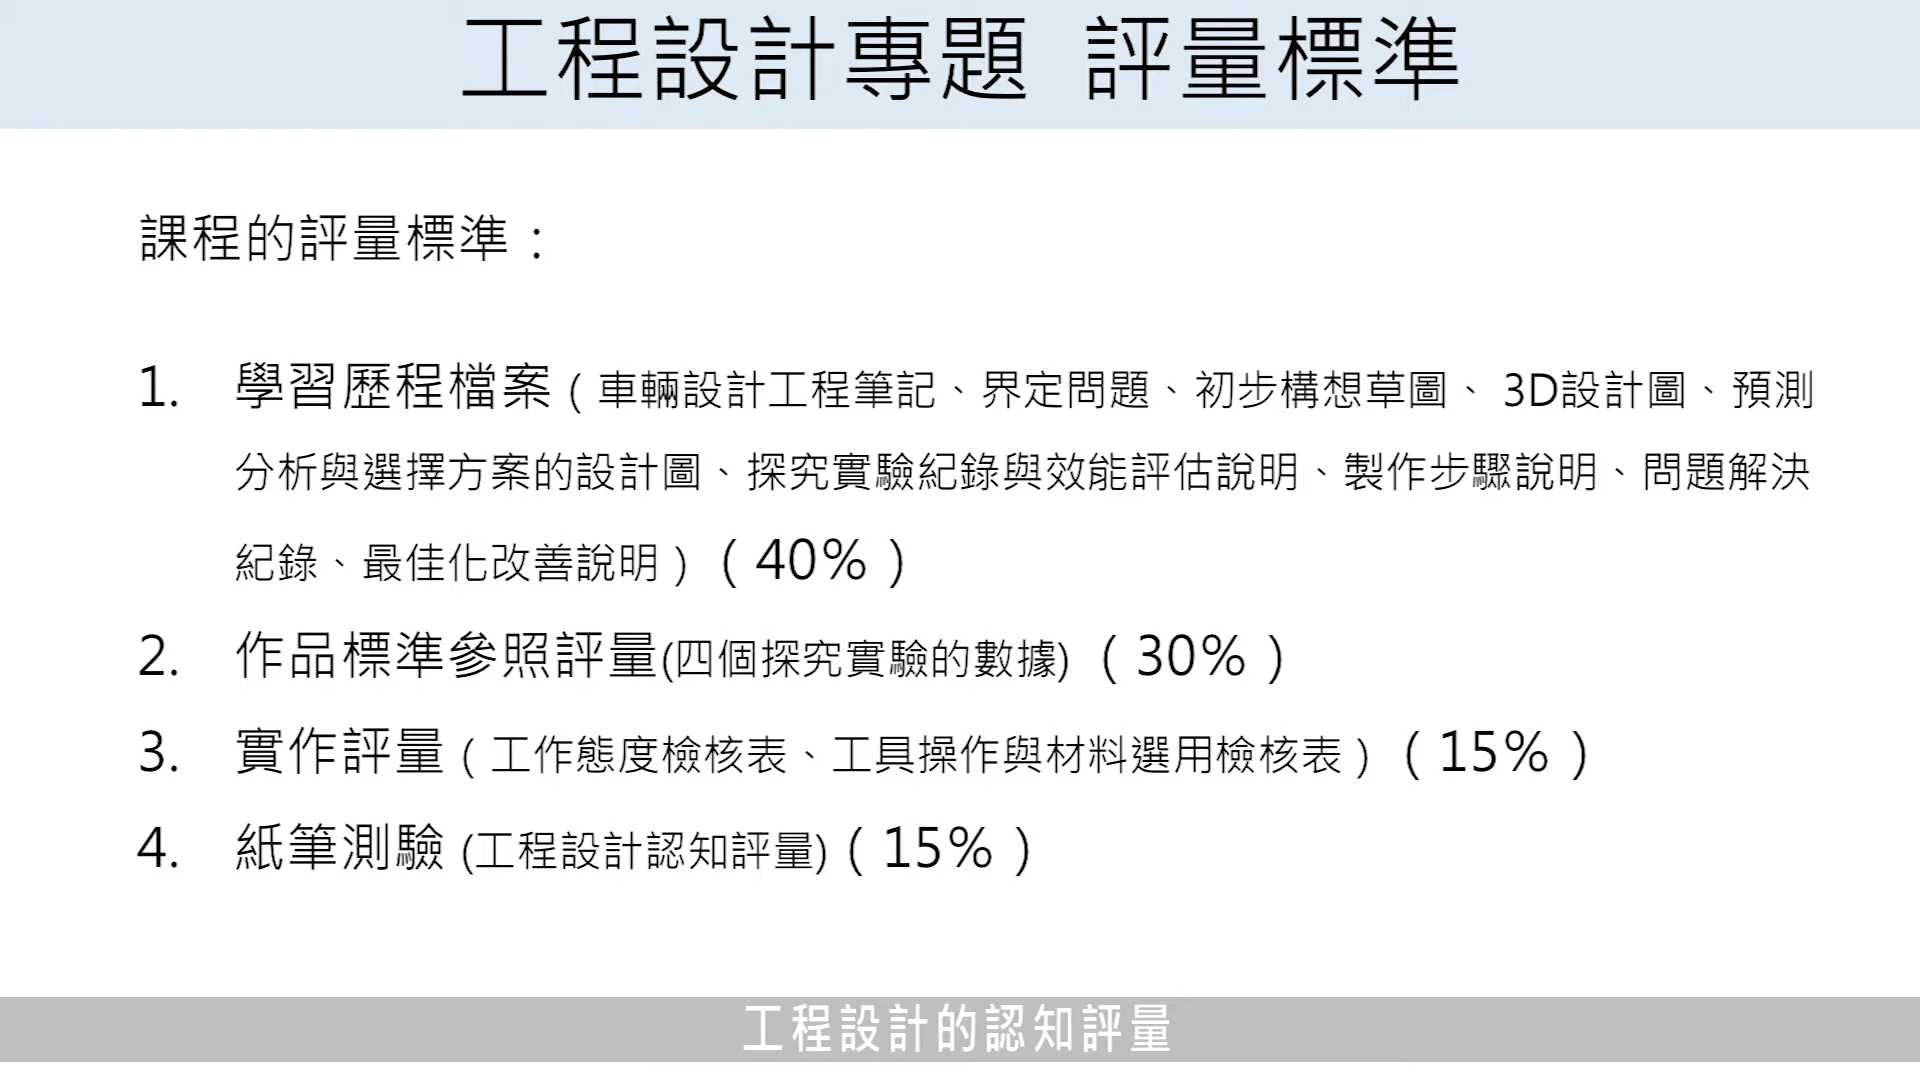 工程設計專題 評量標準
課程的評量標準：
1. 學習歷程檔案（車輛設計工程筆記、界定問題、初步構想草圖、3D設計圖、預測
分析與選擇方案的設計圖、探究實驗紀錄與效能評估說明、製作步驟說明、問題解決
紀錄、最佳化改善說明）（40%）
2. 作品標準參照評量(四個探究實驗的數據)（30%）
3. 實作評量（工作態度檢核表、工具操作與材料選用檢核表）（15%）
4. 紙筆測驗 (工程設計認知評量)（15%）
工程設計的認知評量